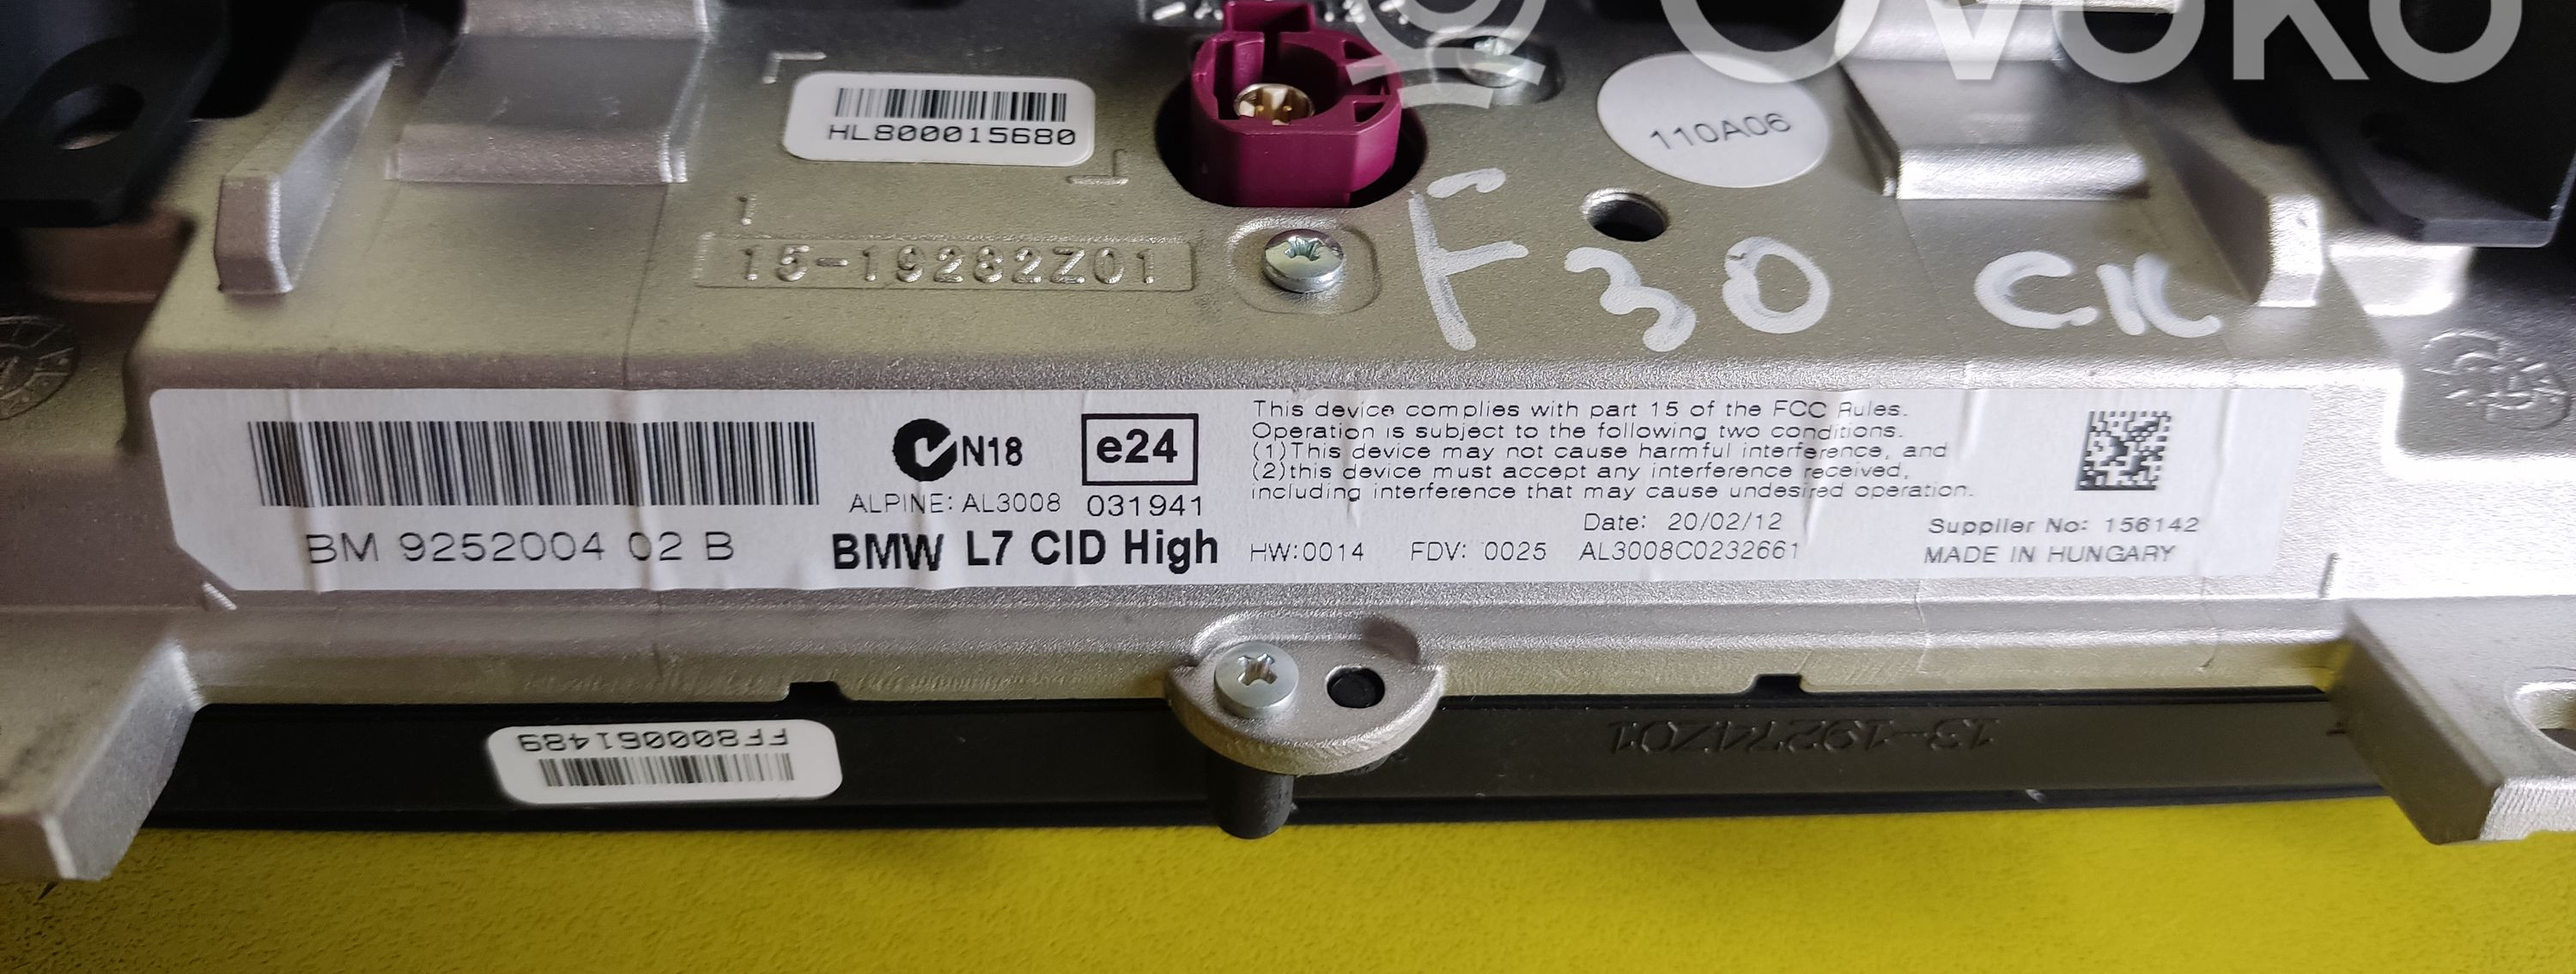 OVOKO
HL800015680
110A06
1
15-19282Z01
F30 CIC
N18
e24
ALPINE: AL3008
031941
BM 9252004 02 B
BMW L7 CID High
This device complies with part 15 of the FCC Rules.
Operation is subject to the following two conditions.
(1)This device may not cause harmful interference, and
(2)this device must accept any interference received,
including interference that may cause undesired operation.
Date: 20/02/12
HW:0014 FDV: 0025 AL3008C0232661
Supplier No: 156142
MADE IN HUNGARY
FF800061489
13-19274Z01